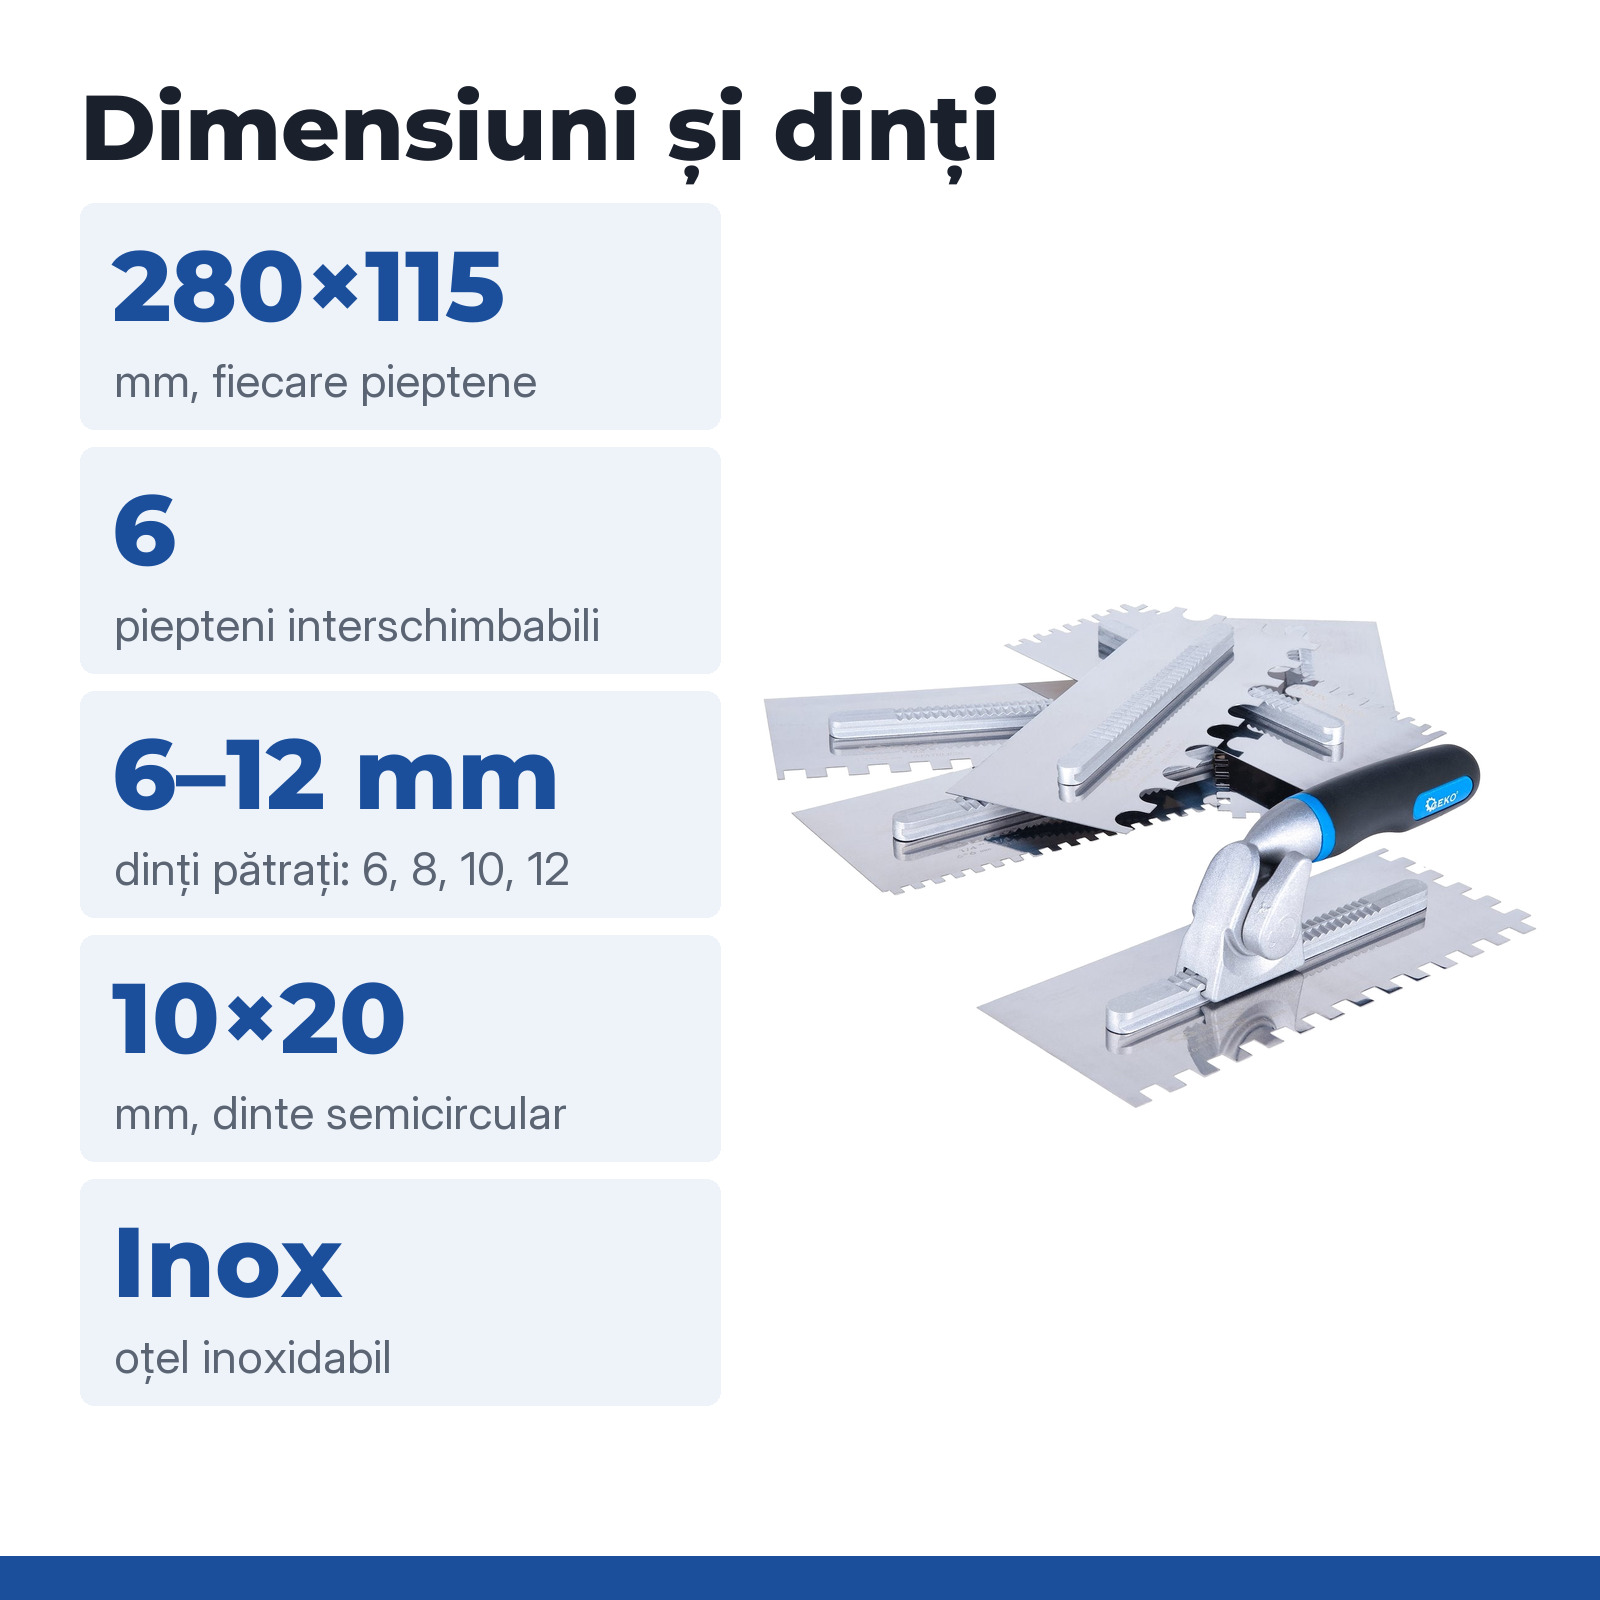 Dimensiuni și dinți
280×115
mm, fiecare pieptene
6
piepteni interschimbabili
6–12 mm
dinți pătrați: 6, 8, 10, 12
10×20
mm, dinte semicircular
Inox
oțel inoxidabil
GEKO